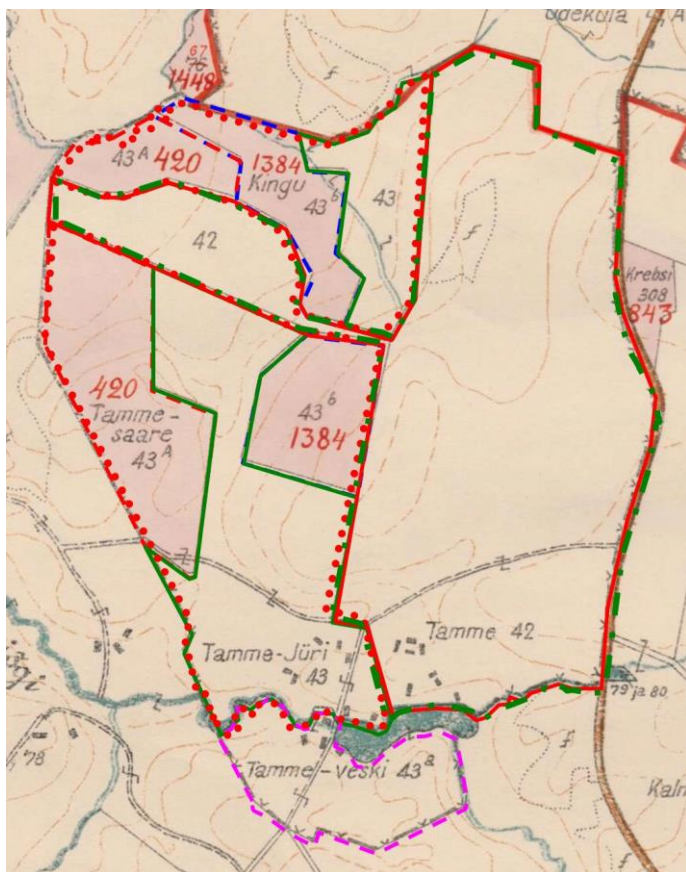 Udeküla
67
76
1448
43ᴬ 420
1384
Kingu
43ᵇ
43
42
f
f
Krebsi
308
843
420
Tamme-
saare
43ᴬ
43ᵇ
1384
Tamme-Jüri
43
Tamme 42
79 ja 80
Tamme-veski 43ᵃ
78
f
f
Kaln